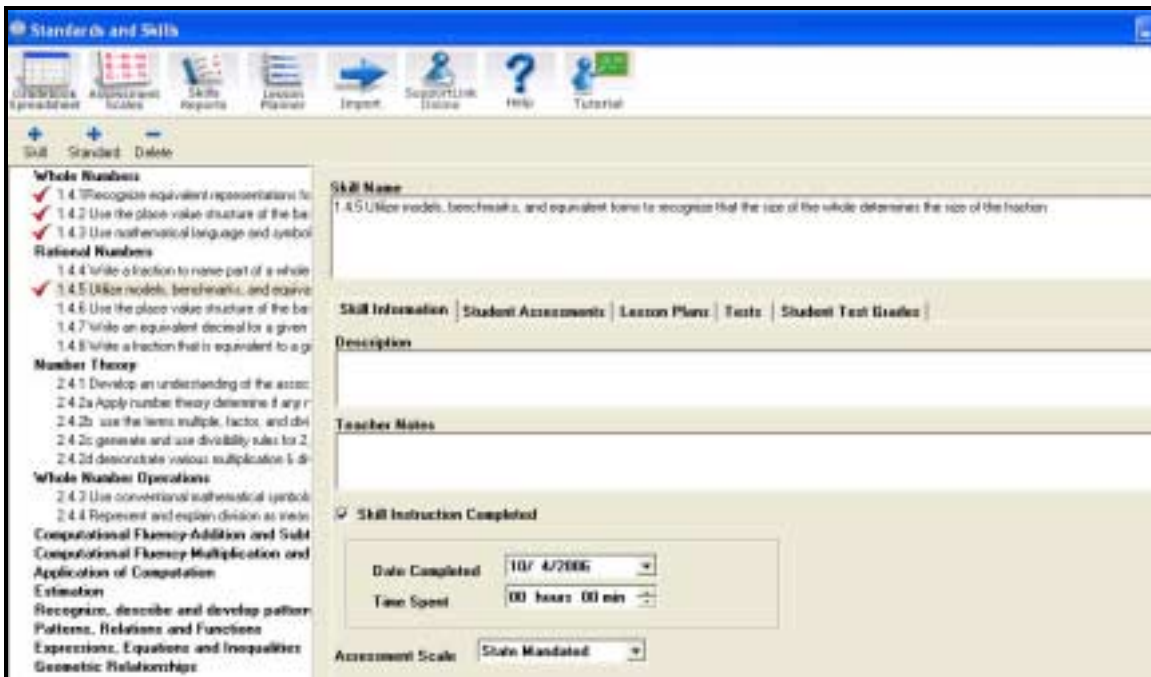 Standards and Skills
Gradebook Spreadsheet
Assessment Scales
Skills Reports
Lesson Planner
Import
SupportLink Online
Help
Tutorial
Skill Standard Delete
Whole Numbers
1.4.1Recognize equivalent representations fo
1.4.2 Use the place value structure of the ba
1.4.3 Use mathematical language and symbol
Rational Numbers
1.4.4 Write a fraction to name part of a whole
1.4.5 Utilize models, benchmarks, and equiva
1.4.6 Use the place value structure of the ba
1.4.7 Write an equivalent decimal for a given
1.4.8 Write a fraction that is equivalent to a gi
Number Theory
2.4.1 Develop an understanding of the assoc
2.4.2a Apply number theory determine if any n
2.4.2b use the terms multiple, factor, and divi
2.4.2c generate and use divisibility rules for 2,
2.4.2d demonstrate various multiplication & di
Whole Number Operations
2.4.3 Use conventional mathematical symbols
2.4.4 Represent and explain division as meas
Computational Fluency-Addition and Subt
Computational Fluency-Multiplication and
Application of Computation
Estimation
Recognize, describe and develop pattern
Patterns, Relations and Functions
Expressions, Equations and Inequalities
Geometric Relationships
Skill Name
1.4.5 Utilize models, benchmarks, and equivalent forms to recognize that the size of the whole determines the size of the fraction
Skill Information Student Assessments Lesson Plans Tests Student Test Grades
Description
Teacher Notes
Skill Instruction Completed
Date Completed 10/ 4/2006
Time Spent 00 hours 00 min
Assessment Scale State Mandated